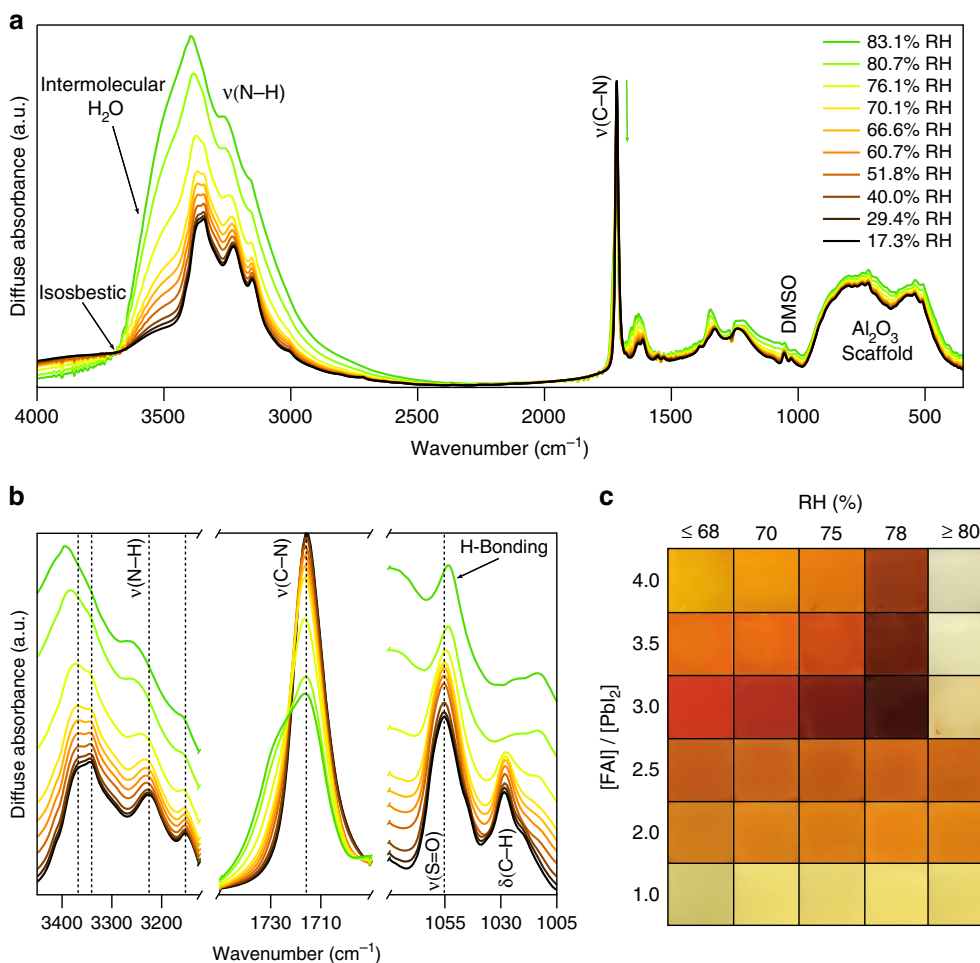 a
Diffuse absorbance (a.u.)
Intermolecular
H₂O
Isosbestic
ν(N–H)
ν(C–N)
DMSO
Al₂O₃
Scaffold
83.1% RH
80.7% RH
76.1% RH
70.1% RH
66.6% RH
60.7% RH
51.8% RH
40.0% RH
29.4% RH
17.3% RH
4000 3500 3000 2500 2000 1500 1000 500
Wavenumber (cm⁻¹)
b
Diffuse absorbance (a.u.)
ν(N–H)
ν(C–N)
H-Bonding
ν(S=O)
δ(C–H)
3400 3300 3200 1730 1710 1055 1030 1005
Wavenumber (cm⁻¹)
c
RH (%)
≤ 68 70 75 78 ≥ 80
[FAI] / [PbI₂]
4.0
3.5
3.0
2.5
2.0
1.0